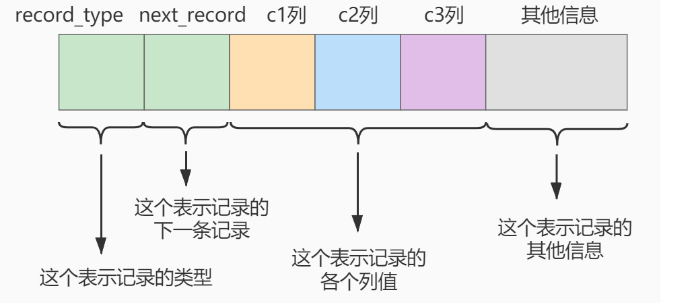 record_type next_record c1列 c2列 c3列 其他信息
这个表示记录的
下一条记录
这个表示记录的类型
这个表示记录的
各个列值
这个表示记录的
其他信息